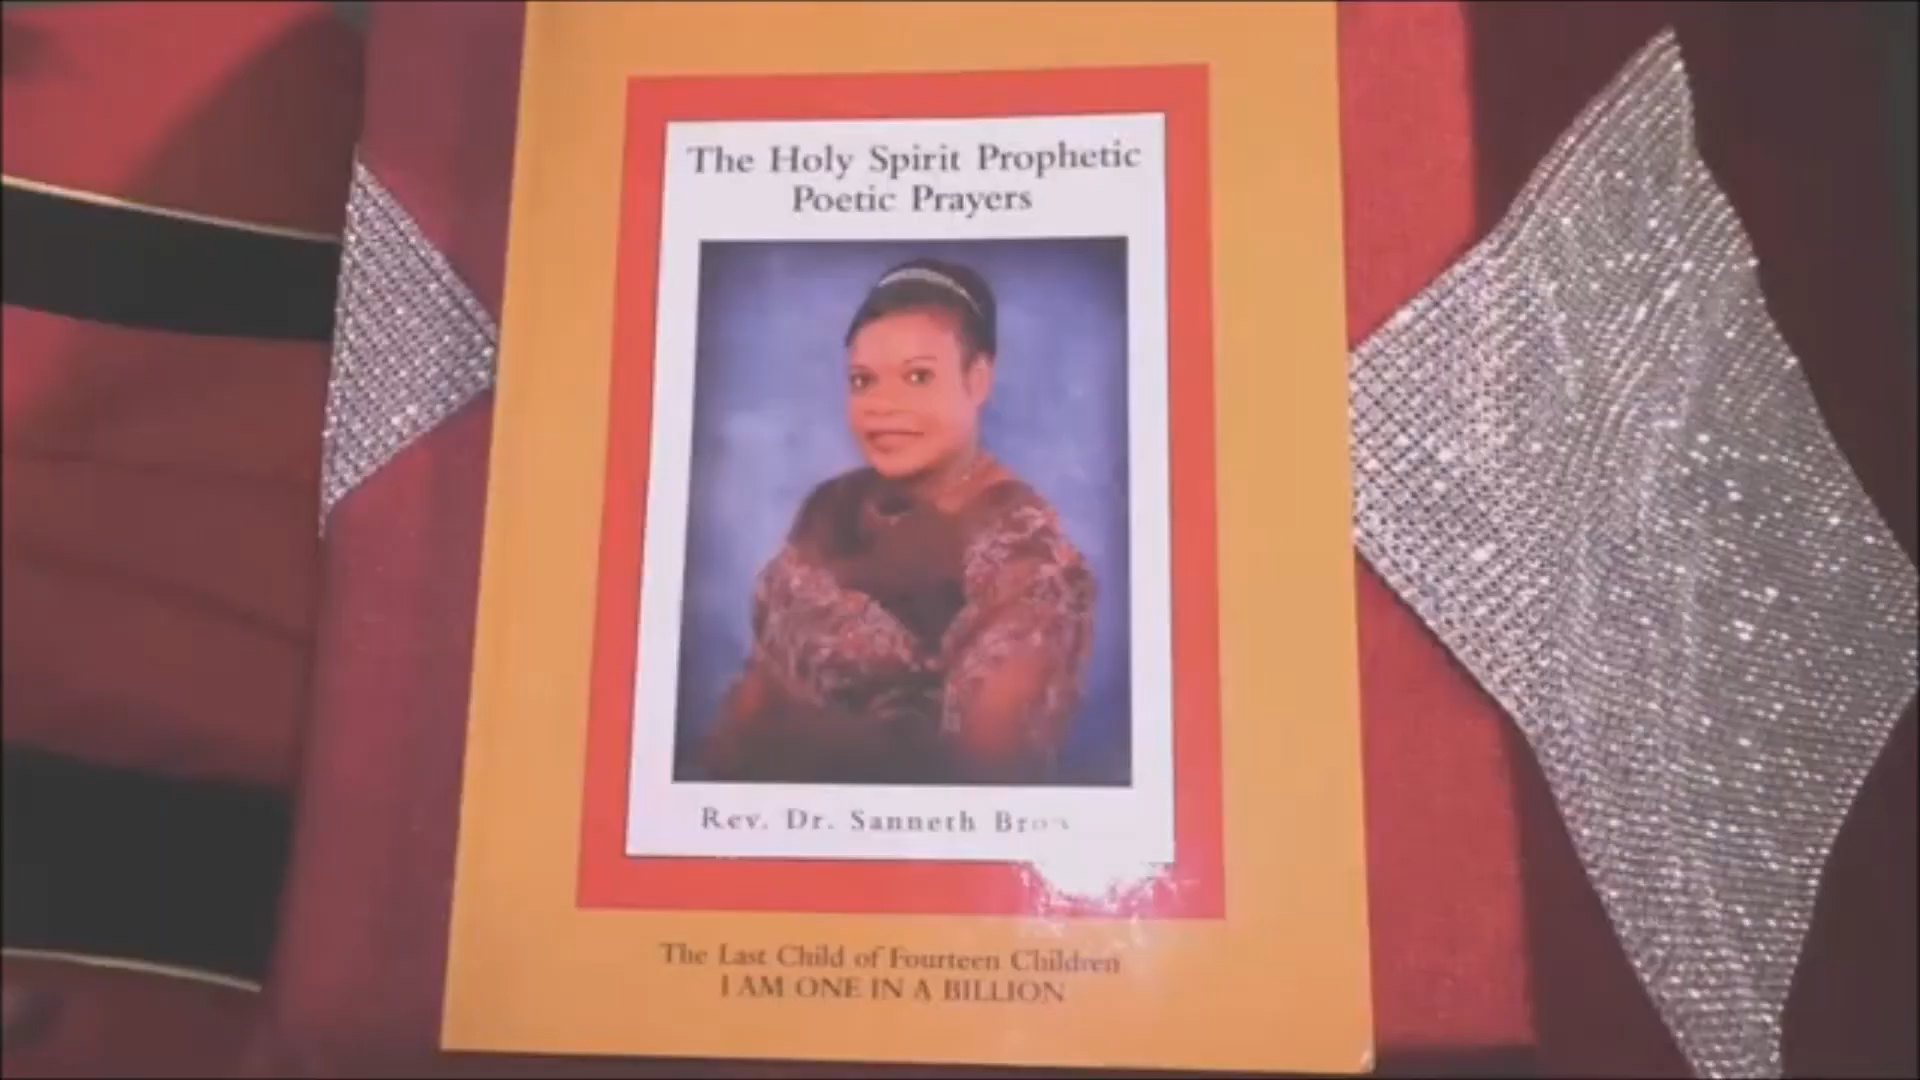 The Holy Spirit Prophetic
Poetic Prayers
Rev. Dr. Sanneth
The Last Child of Fourteen Children
I AM ONE IN A BILLION